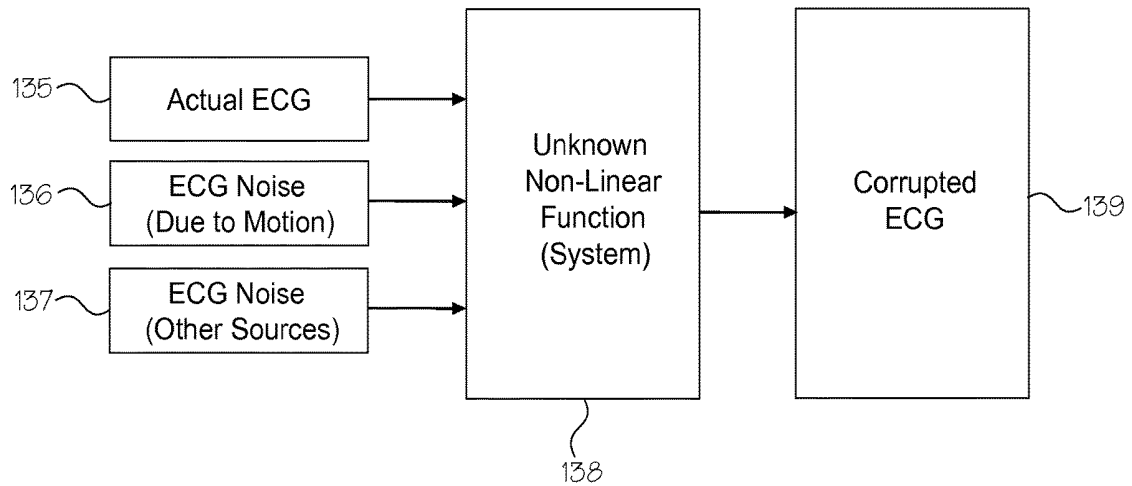 135
Actual ECG
136
ECG Noise
(Due to Motion)
137
ECG Noise
(Other Sources)
Unknown
Non-Linear
Function
(System)
138
Corrupted
ECG
139